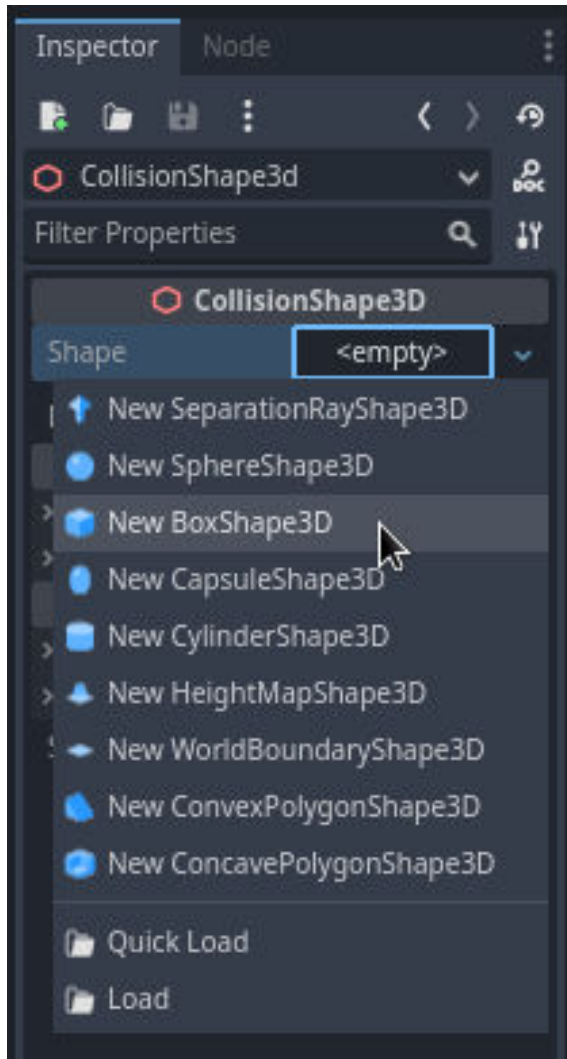 Inspector Node
CollisionShape3d
DOC
Filter Properties
CollisionShape3D
Shape <empty>
New SeparationRayShape3D
New SphereShape3D
New BoxShape3D
New CapsuleShape3D
New CylinderShape3D
New HeightMapShape3D
New WorldBoundaryShape3D
New ConvexPolygonShape3D
New ConcavePolygonShape3D
Quick Load
Load